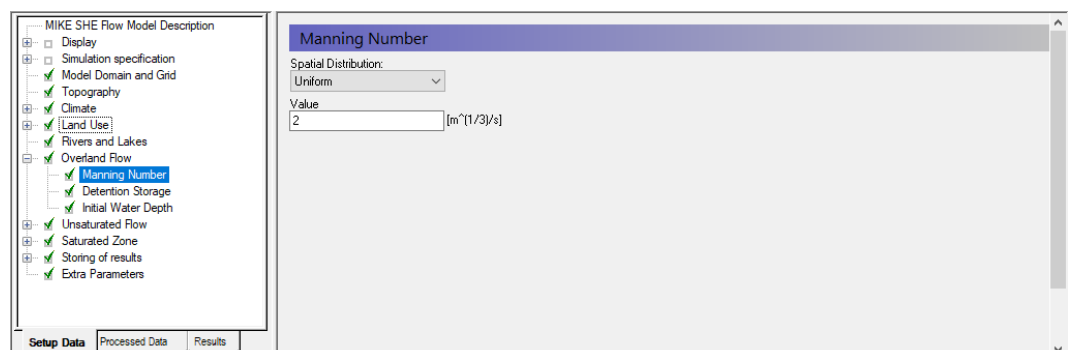 MIKE SHE Flow Model Description
Display
Simulation specification
Model Domain and Grid
Topography
Climate
Land Use
Rivers and Lakes
Overland Flow
Manning Number
Detention Storage
Initial Water Depth
Unsaturated Flow
Saturated Zone
Storing of results
Extra Parameters
Setup Data
Processed Data
Results
Manning Number
Spatial Distribution:
Uniform
Value
2 [m^(1/3)/s]